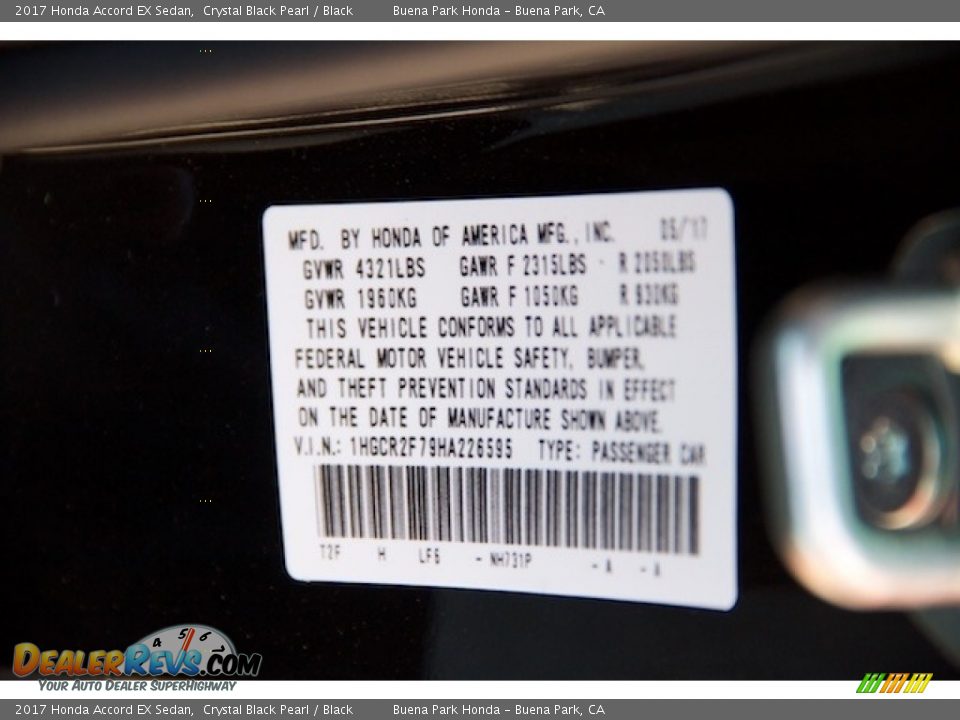 2017 Honda Accord EX Sedan, Crystal Black Pearl / Black Buena Park Honda - Buena Park, CA
MFD. BY HONDA OF AMERICA MFG., INC. 05/17
GVWR 4321LBS GAWR F 2315LBS R 2050LBS
GVWR 1960KG GAWR F 1050KG R 930KG
THIS VEHICLE CONFORMS TO ALL APPLICABLE
FEDERAL MOTOR VEHICLE SAFETY, BUMPER,
AND THEFT PREVENTION STANDARDS IN EFFECT
ON THE DATE OF MANUFACTURE SHOWN ABOVE.
V.I.N.: 1HGCR2F79HA226595 TYPE: PASSENGER CAR
T2F H LF6 - NH731P - A - A
4 5 6
DEALERREVS.COM
YOUR AUTO DEALER SUPERHIGHWAY
2017 Honda Accord EX Sedan, Crystal Black Pearl / Black Buena Park Honda - Buena Park, CA